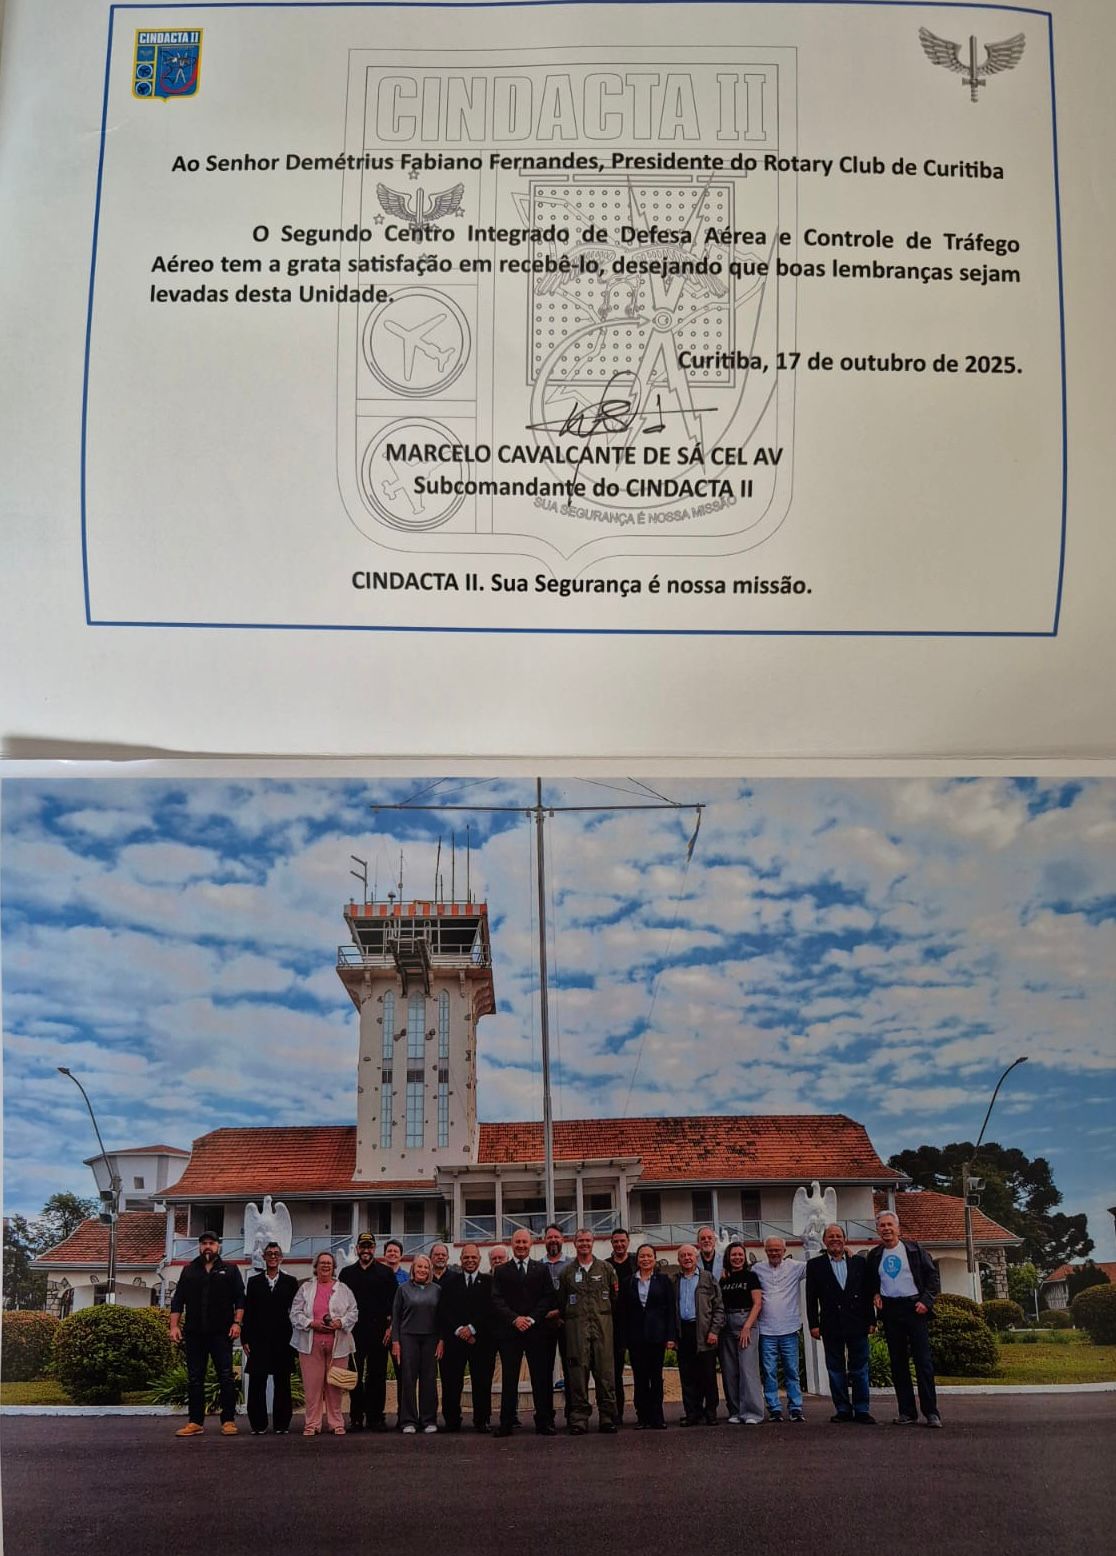 CINDACTA II
CINDACTA II
Ao Senhor Demétrius Fabiano Fernandes, Presidente do Rotary Club de Curitiba
O Segundo Centro Integrado de Defesa Aérea e Controle de Tráfego
Aéreo tem a grata satisfação em recebê-lo, desejando que boas lembranças sejam
levadas desta Unidade.
Curitiba, 17 de outubro de 2025.
MARCELO CAVALCANTE DE SÁ CEL AV
Subcomandante do CINDACTA II
SUA SEGURANÇA É NOSSA MISSÃO
CINDACTA II. Sua Segurança é nossa missão.